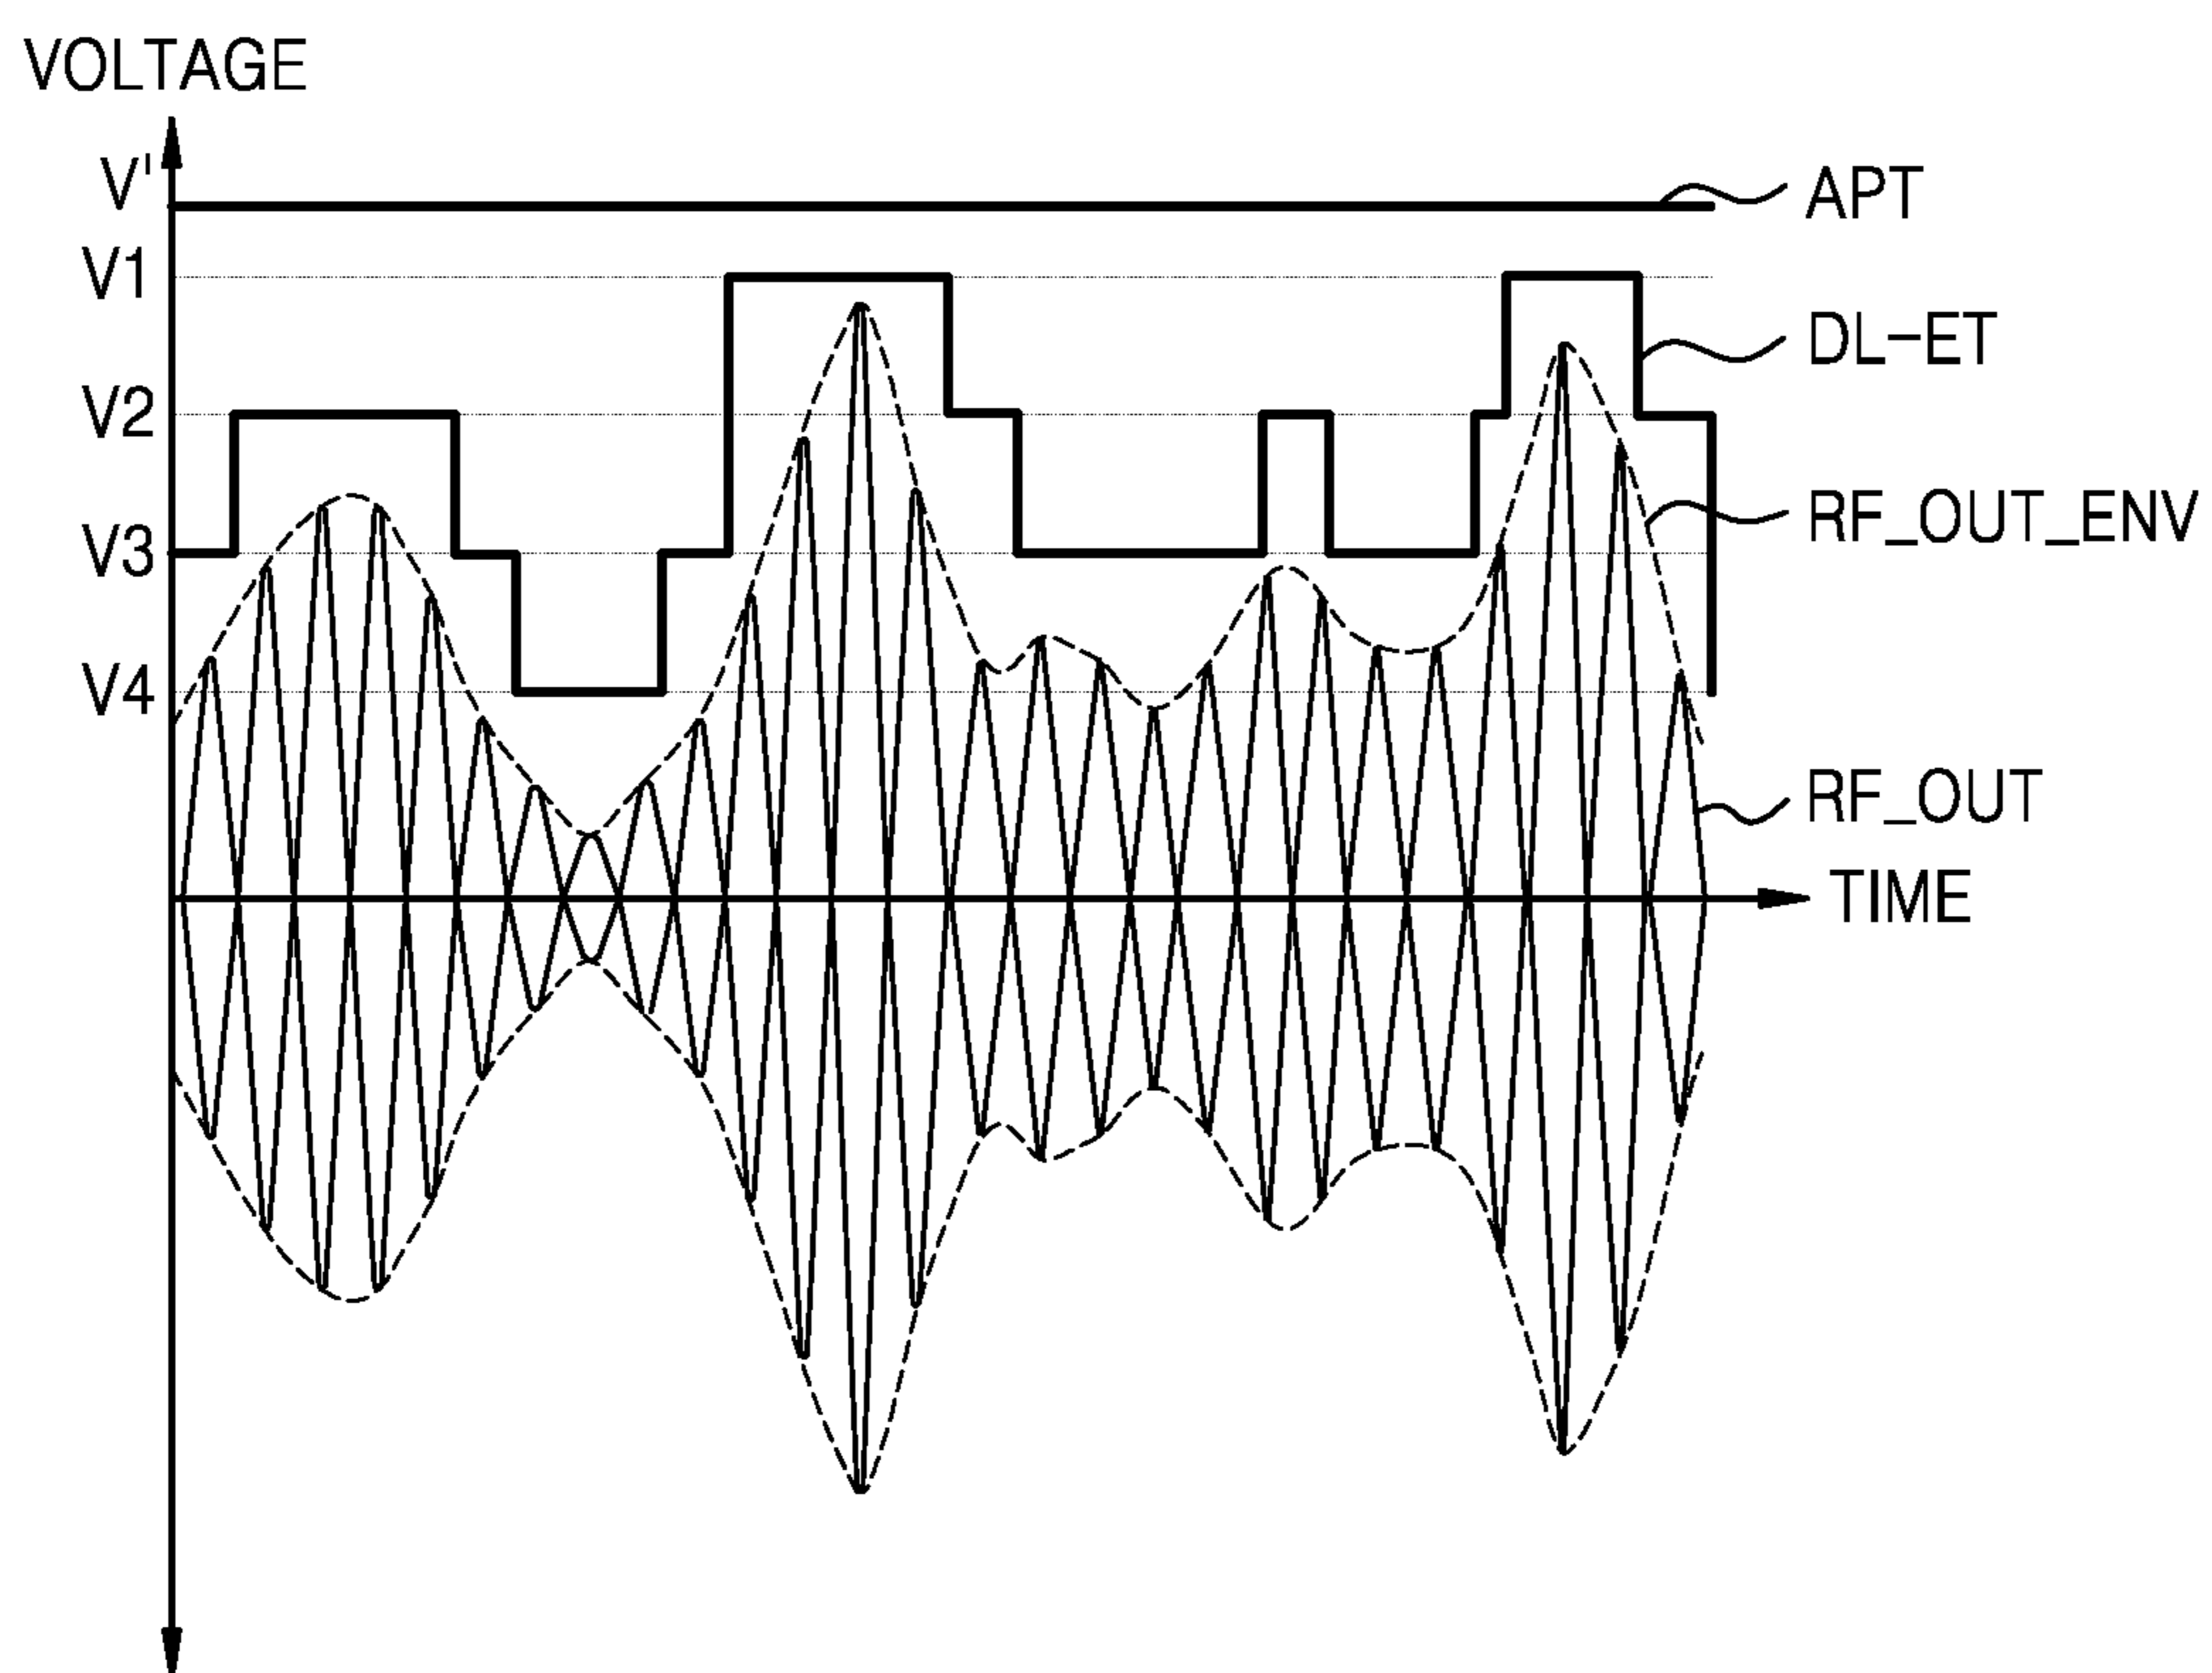 VOLTAGE
V'
APT
V1
DL-ET
V2
RF_OUT_ENV
V3
V4
RF_OUT
TIME